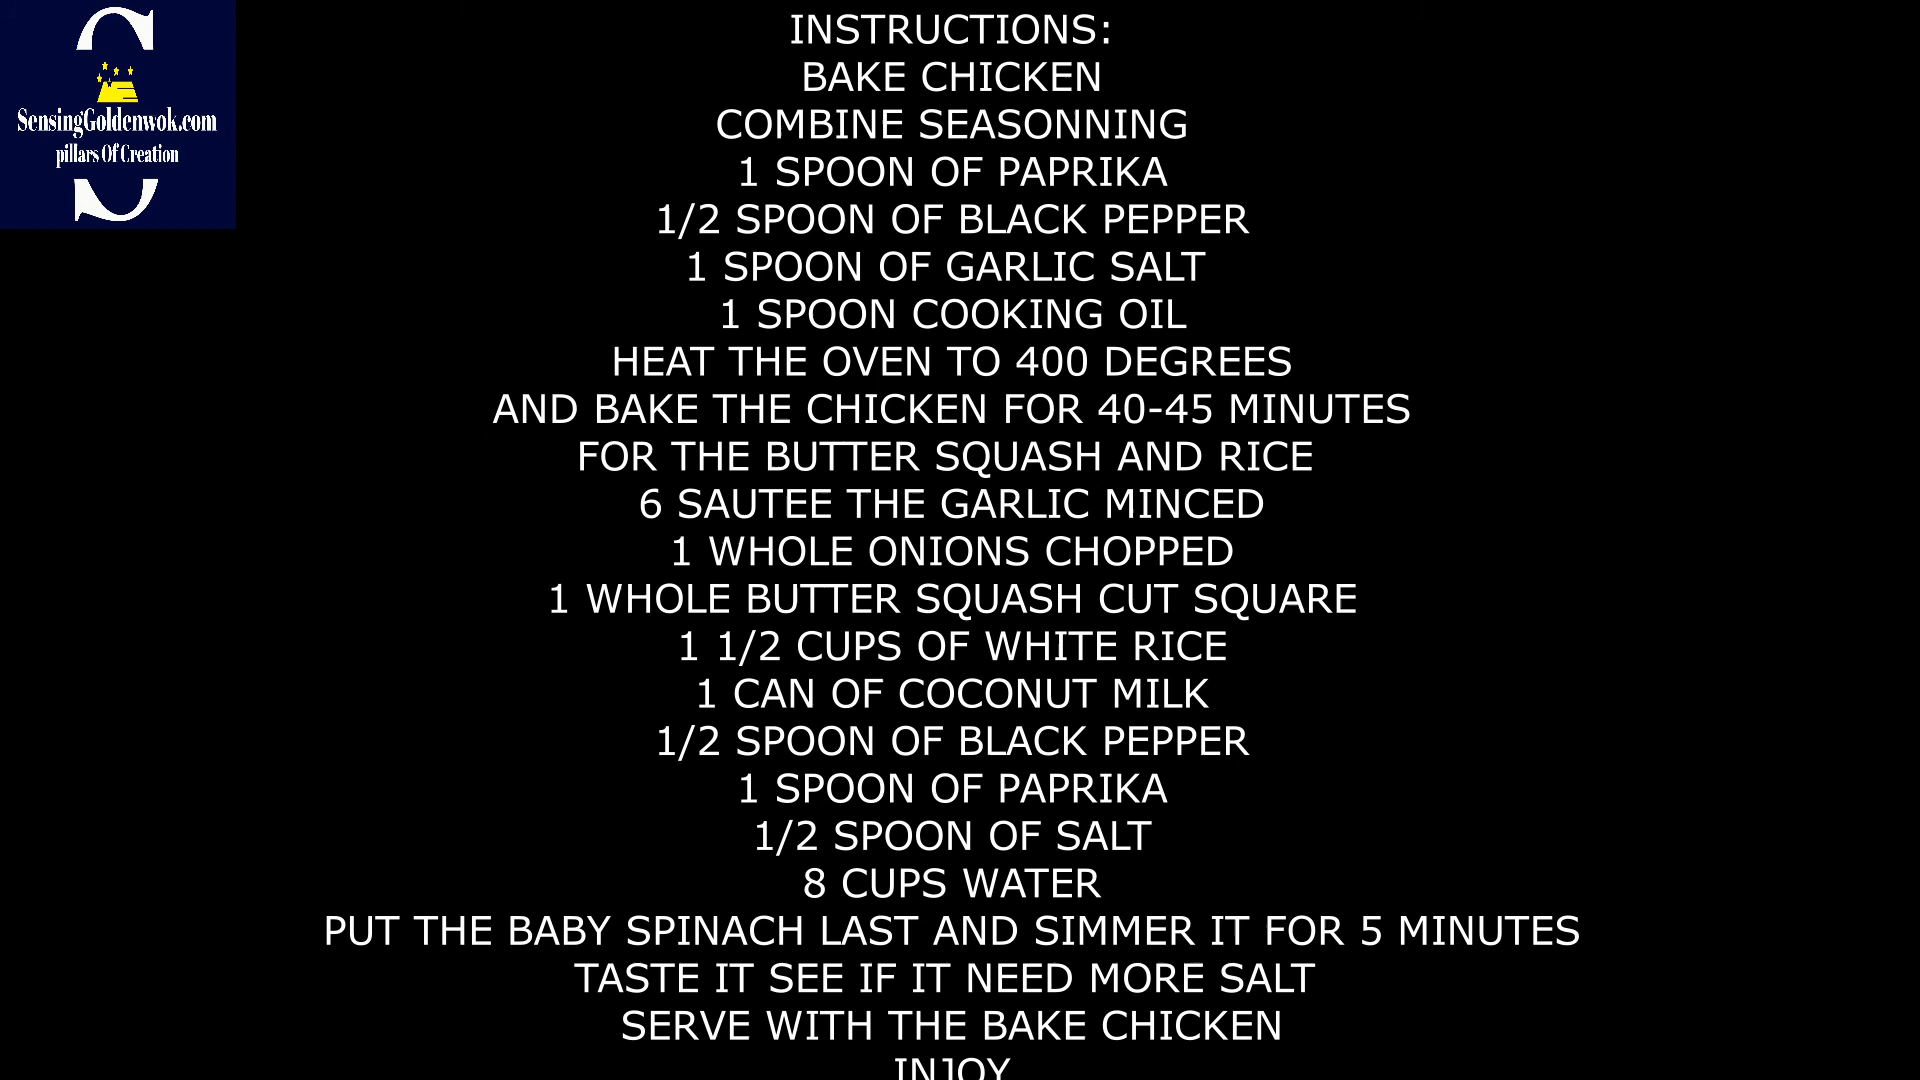 SensingGoldenwok.com
pillars Of Creation
INSTRUCTIONS:
BAKE CHICKEN
COMBINE SEASONNING
1 SPOON OF PAPRIKA
1/2 SPOON OF BLACK PEPPER
1 SPOON OF GARLIC SALT
1 SPOON COOKING OIL
HEAT THE OVEN TO 400 DEGREES
AND BAKE THE CHICKEN FOR 40-45 MINUTES
FOR THE BUTTER SQUASH AND RICE
6 SAUTEE THE GARLIC MINCED
1 WHOLE ONIONS CHOPPED
1 WHOLE BUTTER SQUASH CUT SQUARE
1 1/2 CUPS OF WHITE RICE
1 CAN OF COCONUT MILK
1/2 SPOON OF BLACK PEPPER
1 SPOON OF PAPRIKA
1/2 SPOON OF SALT
8 CUPS WATER
PUT THE BABY SPINACH LAST AND SIMMER IT FOR 5 MINUTES
TASTE IT SEE IF IT NEED MORE SALT
SERVE WITH THE BAKE CHICKEN
INJOY